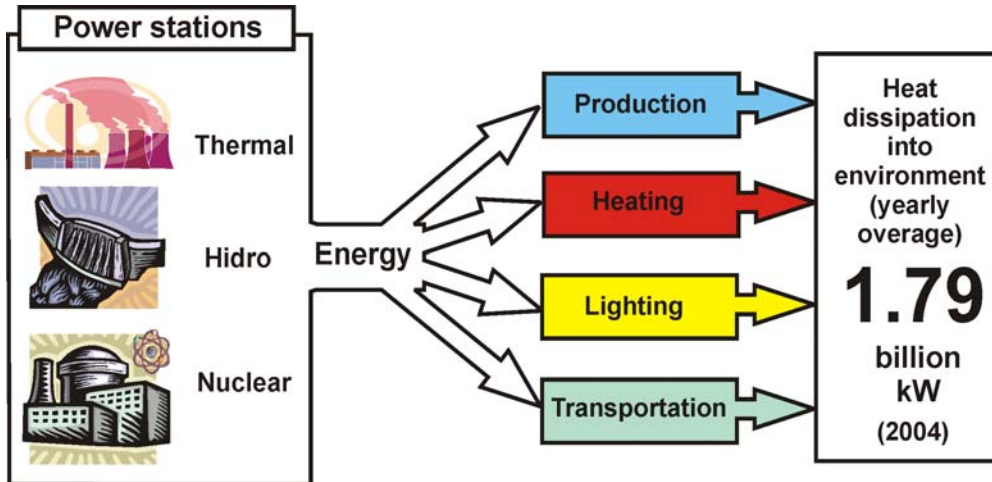 Power stations
Thermal
Hidro
Nuclear
Energy
Production
Heating
Lighting
Transportation
Heat
dissipation
into
environment
(yearly
overage)
1.79
billion
kW
(2004)